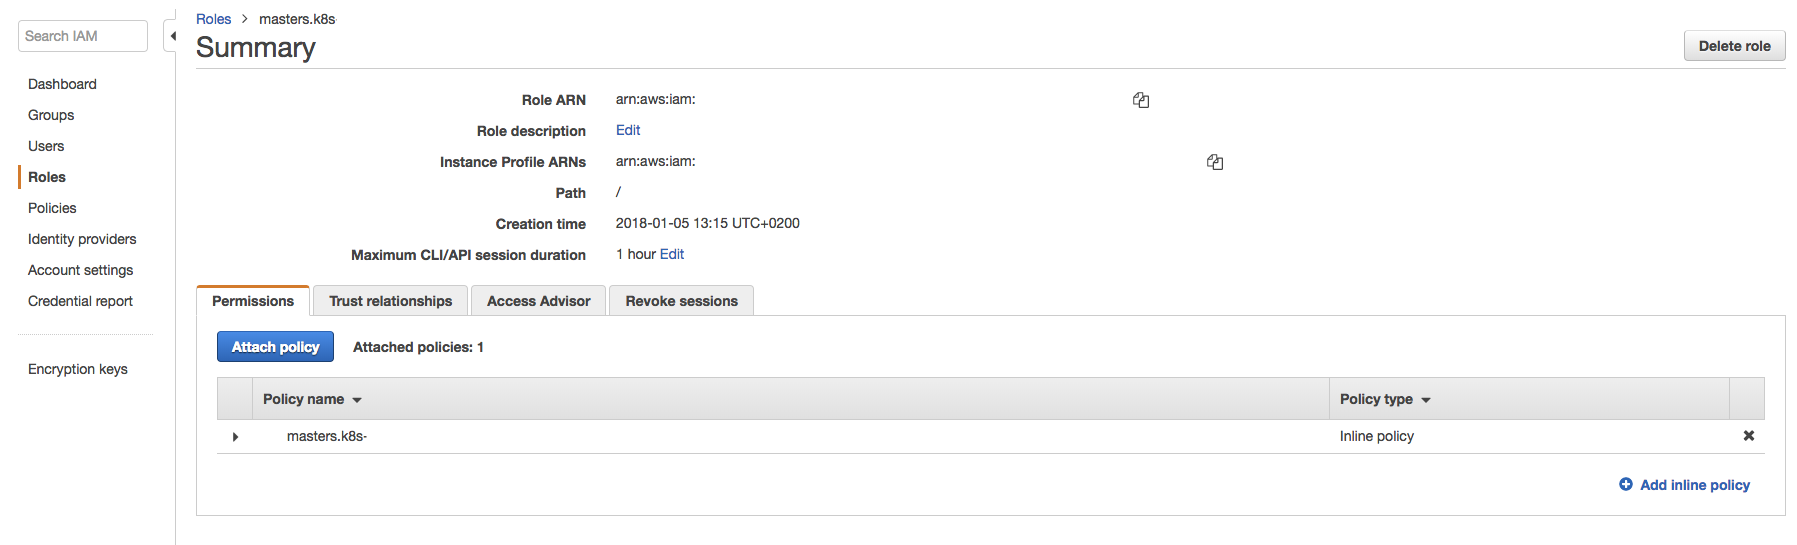 Search IAM
Dashboard
Groups
Users
Roles
Policies
Identity providers
Account settings
Credential report
Encryption keys
Roles > masters.k8s
Summary
Delete role
Role ARN arn:aws:iam:
Role description Edit
Instance Profile ARNs arn:aws:iam:
Path /
Creation time 2018-01-05 13:15 UTC+0200
Maximum CLI/API session duration 1 hour Edit
Permissions Trust relationships Access Advisor Revoke sessions
Attach policy Attached policies: 1
Policy name Policy type
masters.k8s- Inline policy
Add inline policy